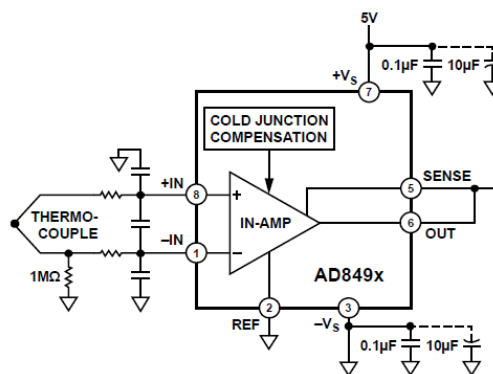 5V
0.1µF
10µF
+VS
7
COLD JUNCTION
COMPENSATION
+IN
8
+
SENSE
5
THERMO-
COUPLE
IN-AMP
–IN
1
–
6
OUT
1MΩ
AD849x
2
3
REF
–VS
0.1µF
10µF